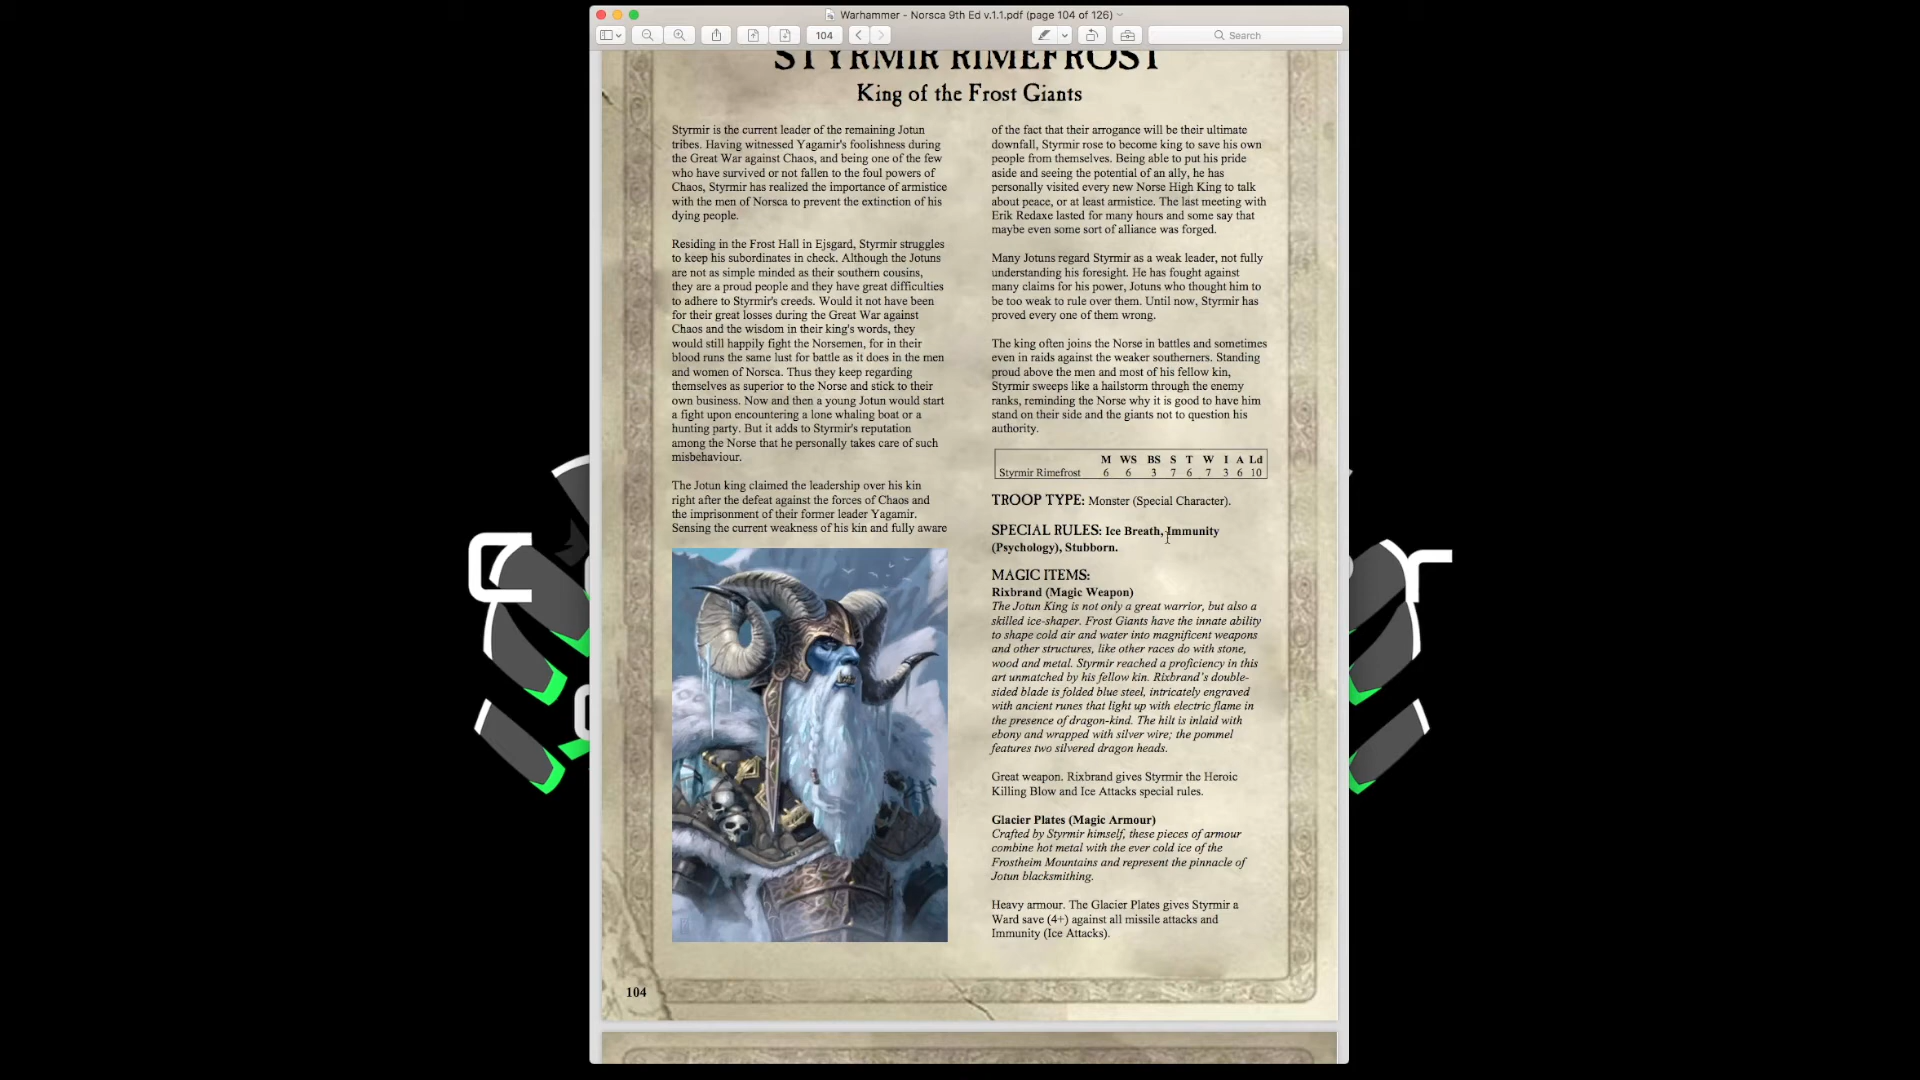 Warhammer - Norsca 9th Ed v.1.1.pdf (page 104 of 126)
104
Search
STYRMIR RIMEFROST
King of the Frost Giants
Styrmir is the current leader of the remaining Jotun
tribes. Having witnessed Yagamir's foolishness during
the Great War against Chaos, and being one of the few
who have survived or not fallen to the foul powers of
Chaos, Styrmir has realized the importance of armistice
with the men of Norsca to prevent the extinction of his
dying people.
Residing in the Frost Hall in Ejsgard, Styrmir struggles
to keep his subordinates in check. Although the Jotuns
are not as simple minded as their southern cousins,
they are a proud people and they have great difficulties
to adhere to Styrmir's creeds. Would it not have been
for their great losses during the Great War against
Chaos and the wisdom in their king's words, they
would still happily fight the Norsemen, for in their
blood runs the same lust for battle as it does in the men
and women of Norsca. Thus they keep regarding
themselves as superior to the Norse and stick to their
own business. Now and then a young Jotun would start
a fight upon encountering a lone whaling boat or a
hunting party. But it adds to Styrmir's reputation
among the Norse that he personally takes care of such
misbehaviour.
The Jotun king claimed the leadership over his kin
right after the defeat against the forces of Chaos and
the imprisonment of their former leader Yagamir.
Sensing the current weakness of his kin and fully aware
of the fact that their arrogance will be their ultimate
downfall, Styrmir rose to become king to save his own
people from themselves. Being able to put his pride
aside and seeing the potential of an ally, he has
personally visited every new Norse High King to talk
about peace, or at least armistice. The last meeting with
Erik Redaxe lasted for many hours and some say that
maybe even some sort of alliance was forged.
Many Jotuns regard Styrmir as a weak leader, not fully
understanding his foresight. He has fought against
many claims for his power, Jotuns who thought him to
be too weak to rule over them. Until now, Styrmir has
proved every one of them wrong.
The king often joins the Norse in battles and sometimes
even in raids against the weaker southerners. Standing
proud above the men and most of his fellow kin,
Styrmir sweeps like a hailstorm through the enemy
ranks, reminding the Norse why it is good to have him
stand on their side and the giants not to question his
authority.
M WS BS S T W I A Ld
Styrmir Rimefrost 6 6 3 7 6 7 3 6 10
TROOP TYPE: Monster (Special Character).
SPECIAL RULES: Ice Breath, Immunity
(Psychology), Stubborn.
MAGIC ITEMS:
Rixbrand (Magic Weapon)
The Jotun King is not only a great warrior, but also a
skilled ice-shaper. Frost Giants have the innate ability
to shape cold air and water into magnificent weapons
and other structures, like other races do with stone,
wood and metal. Styrmir reached a proficiency in this
art unmatched by his fellow kin. Rixbrand's double-
sided blade is folded blue steel, intricately engraved
with ancient runes that light up with electric flame in
the presence of dragon-kind. The hilt is inlaid with
ebony and wrapped with silver wire; the pommel
features two silvered dragon heads.
Great weapon. Rixbrand gives Styrmir the Heroic
Killing Blow and Ice Attacks special rules.
Glacier Plates (Magic Armour)
Crafted by Styrmir himself, these pieces of armour
combine hot metal with the ever cold ice of the
Frostheim Mountains and represent the pinnacle of
Jotun blacksmithing.
Heavy armour. The Glacier Plates gives Styrmir a
Ward save (4+) against all missile attacks and
Immunity (Ice Attacks).
104